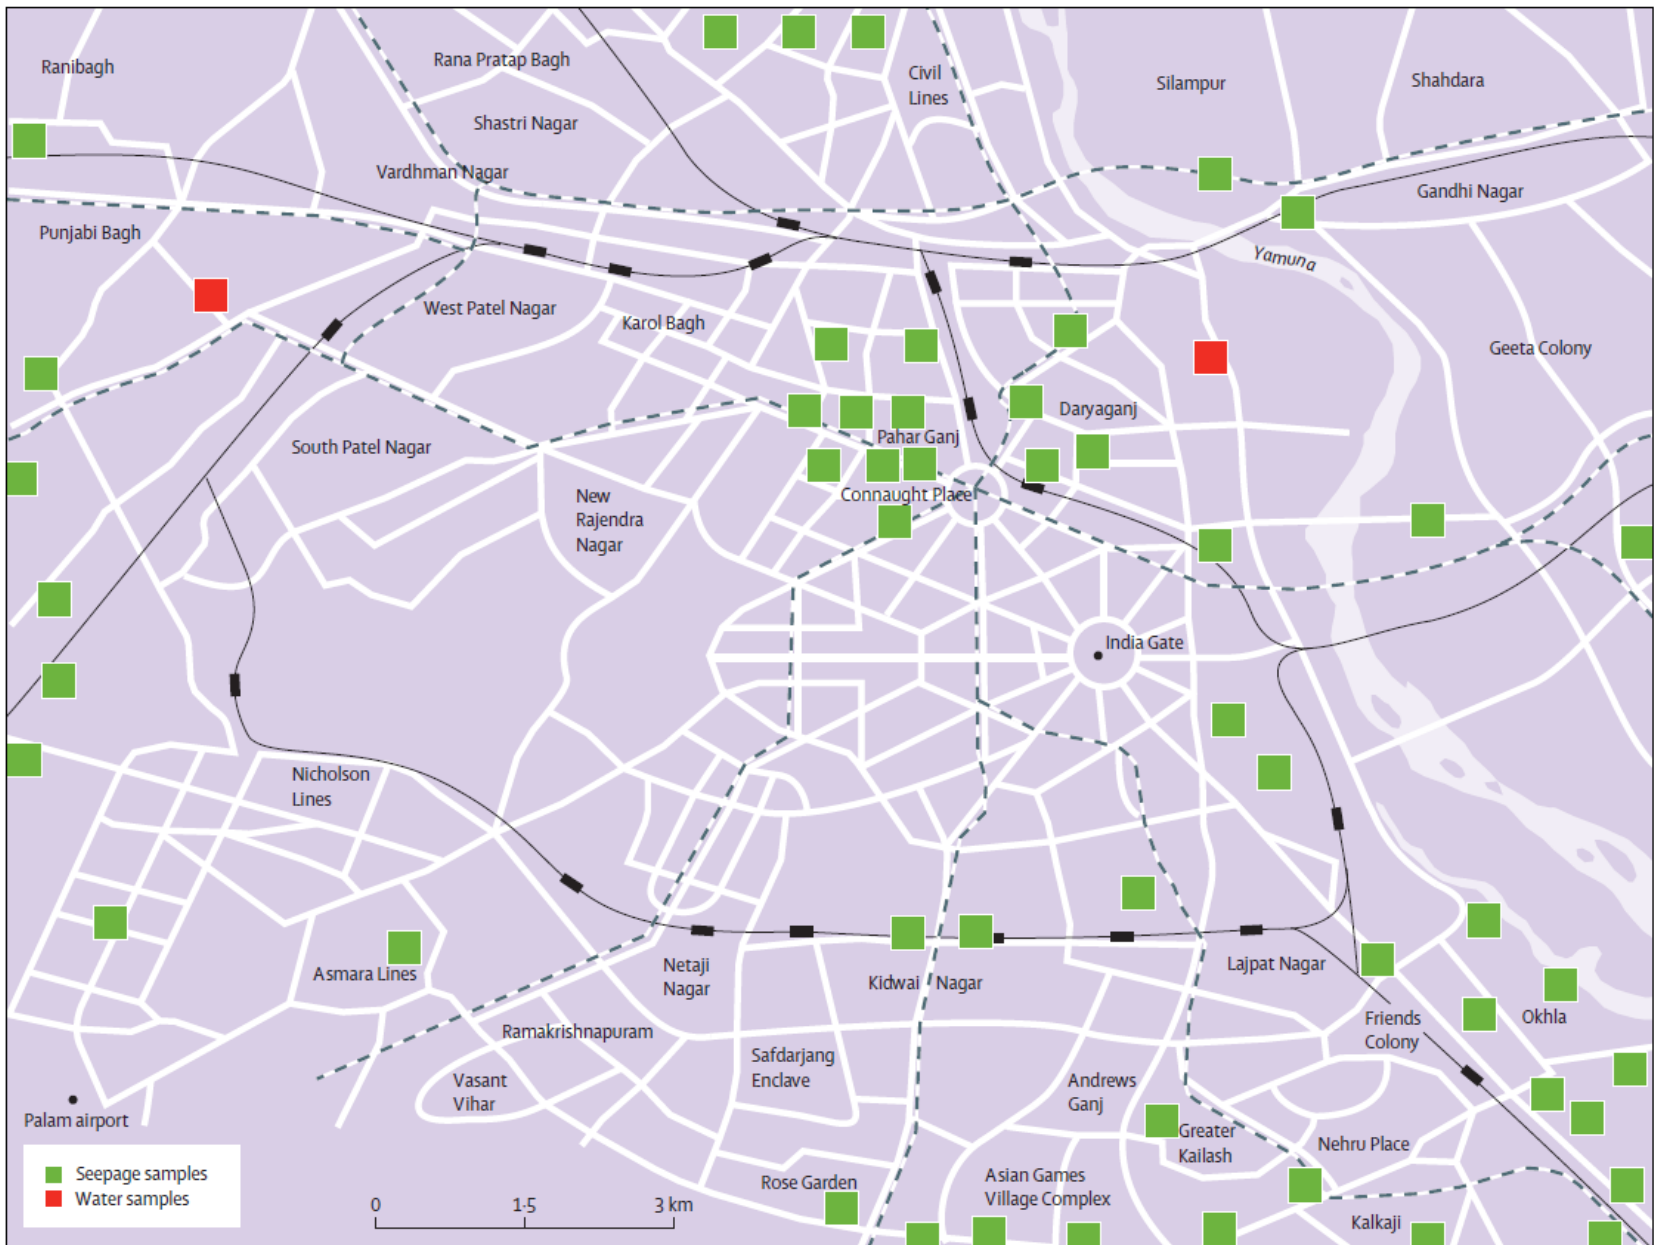 Ranibagh
Rana Pratap Bagh
Civil
Lines
Silampur
Shahdara
Shastri Nagar
Vardhman Nagar
Gandhi Nagar
Punjabi Bagh
Yamuna
West Patel Nagar
Karol Bagh
Geeta Colony
Daryaganj
Pahar Ganj
South Patel Nagar
Connaught Place
New
Rajendra
Nagar
India Gate
Nicholson
Lines
Asmara Lines
Netaji
Nagar
Kidwai Nagar
Lajpat Nagar
Friends
Colony
Okhla
Ramakrishnapuram
Safdarjang
Enclave
Vasant
Vihar
Andrews
Ganj
Palam airport
Greater
Kailash
Nehru Place
Rose Garden
Asian Games
Village Complex
Kalkaji
Seepage samples
Water samples
0 1·5 3 km